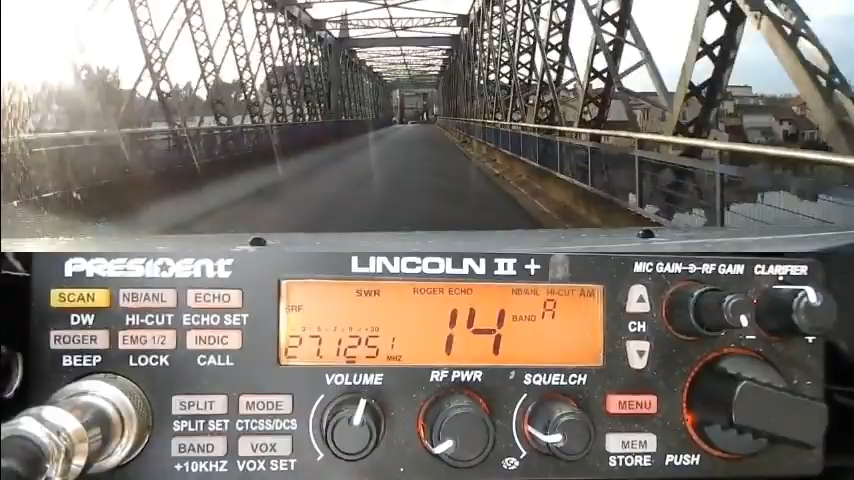 PRESIDENT LINCOLN II + MIC GAIN RF GAIN CLARIFIER
SCAN NB/ANL ECHO
DW HI-CUT ECHO SET
ROGER EMG 1/2 INDIC
BEEP LOCK CALL
SWR ROGER ECHO NB/ANL HI-CUT AM
SRF
BAND A
27.125 MHZ 14
CH
VOLUME RF PWR SQUELCH
SPLIT MODE MENU
SPLIT SET CTCSS/DCS
BAND VOX MEM
+10KHZ VOX SET STORE PUSH